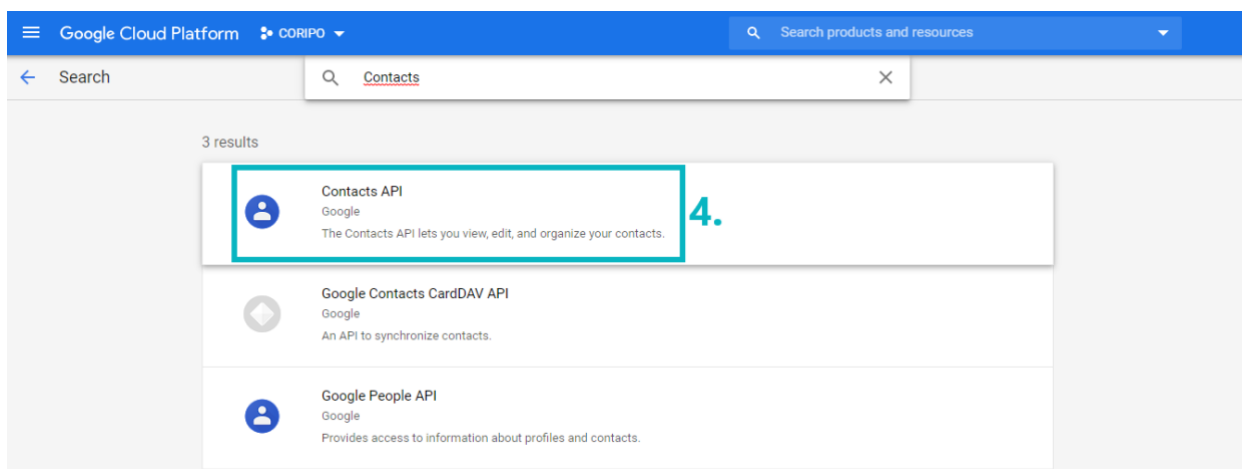 Google Cloud Platform CORIPO Search products and resources
Search Contacts
3 results
Contacts API
Google
The Contacts API lets you view, edit, and organize your contacts.
4.
Google Contacts CardDAV API
Google
An API to synchronize contacts.
Google People API
Google
Provides access to information about profiles and contacts.